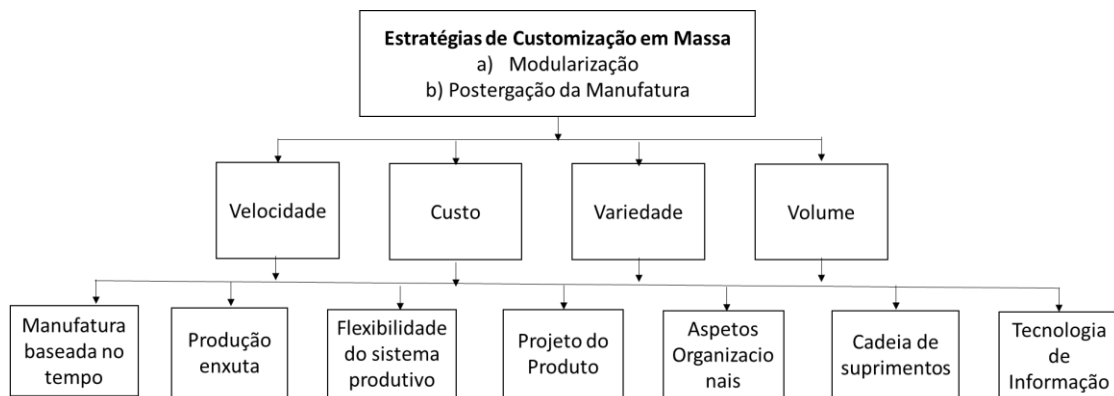 Estratégias de Customização em Massa
a) Modularização
b) Postergação da Manufatura
Velocidade
Custo
Variedade
Volume
Manufatura
baseada no
tempo
Produção
enxuta
Flexibilidade
do sistema
produtivo
Projeto do
Produto
Aspetos
Organizacio
nais
Cadeia de
suprimentos
Tecnologia
de
Informação